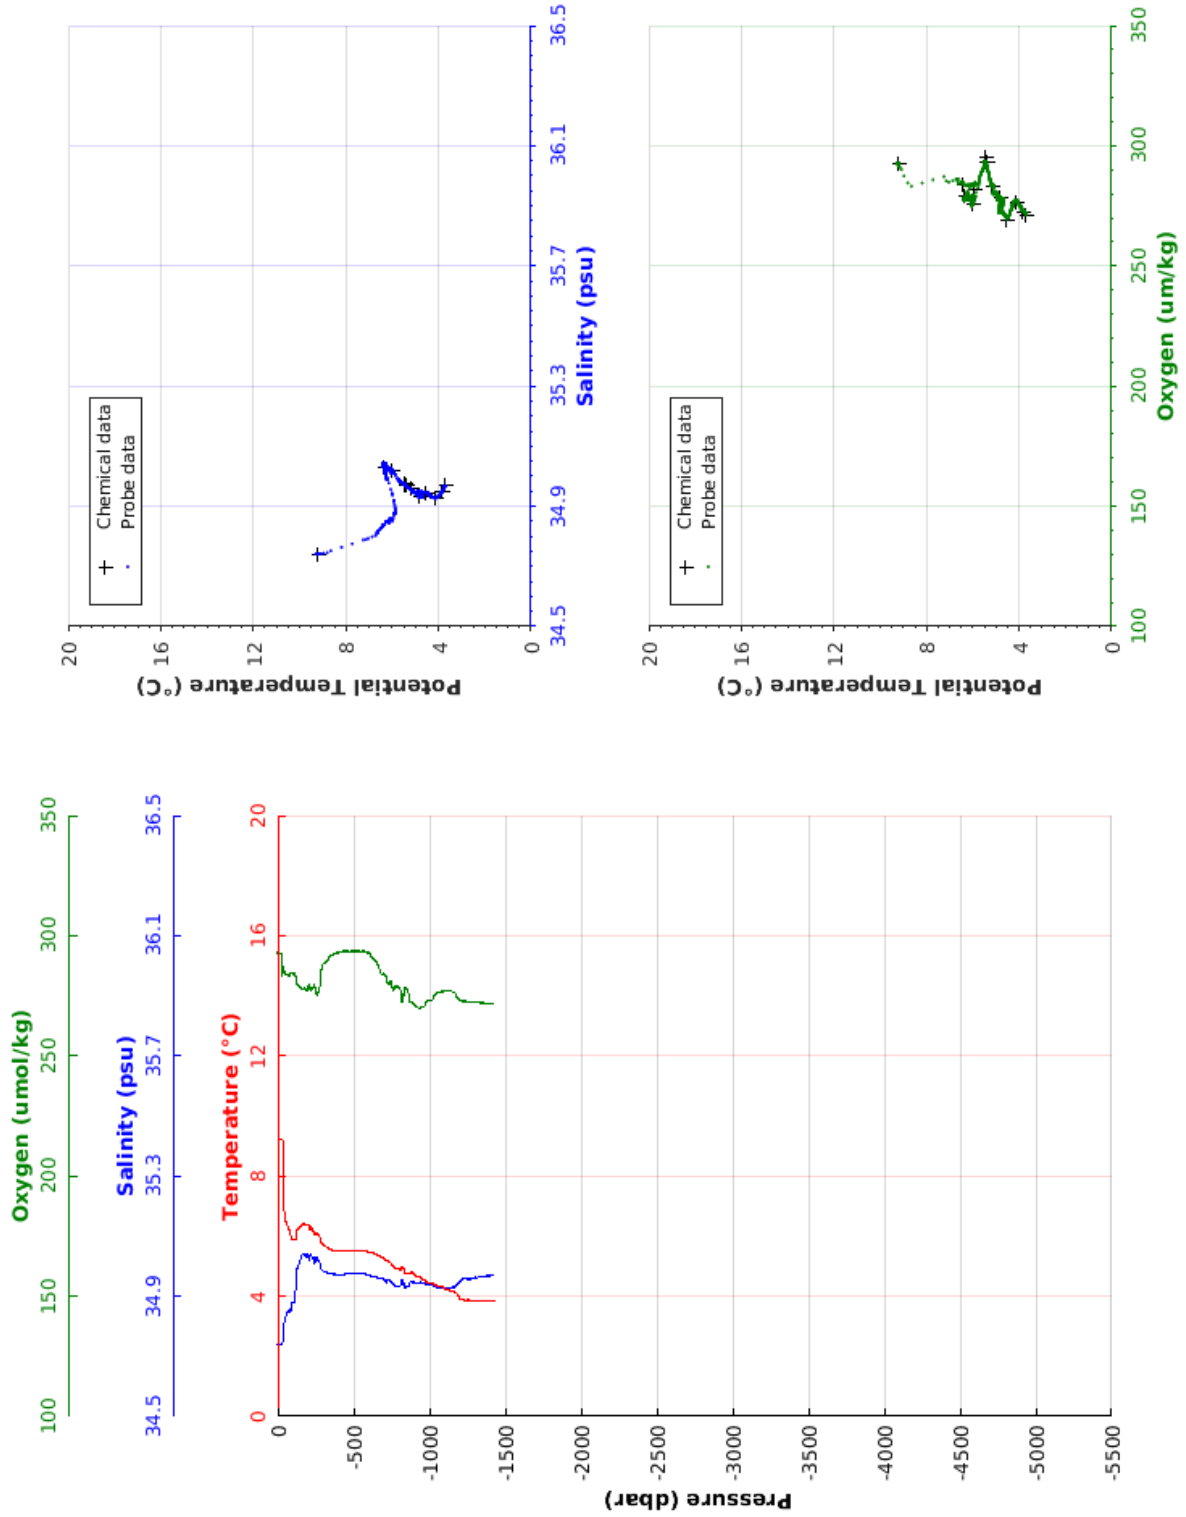 Oxygen (umol/kg)
100 150 200 250 300 350
Salinity (psu)
34.5 34.9 35.3 35.7 36.1 36.5
Temperature (°C)
0 4 8 12 16 20
Pressure (dbar)
0
-500
-1000
-1500
-2000
-2500
-3000
-3500
-4000
-4500
-5000
-5500
Potential Temperature (°C)
20
16
12
8
4
0
Chemical data
Probe data
34.5 34.9 35.3 35.7 36.1 36.5
Salinity (psu)
Potential Temperature (°C)
20
16
12
8
4
0
Chemical data
Probe data
100 150 200 250 300 350
Oxygen (um/kg)